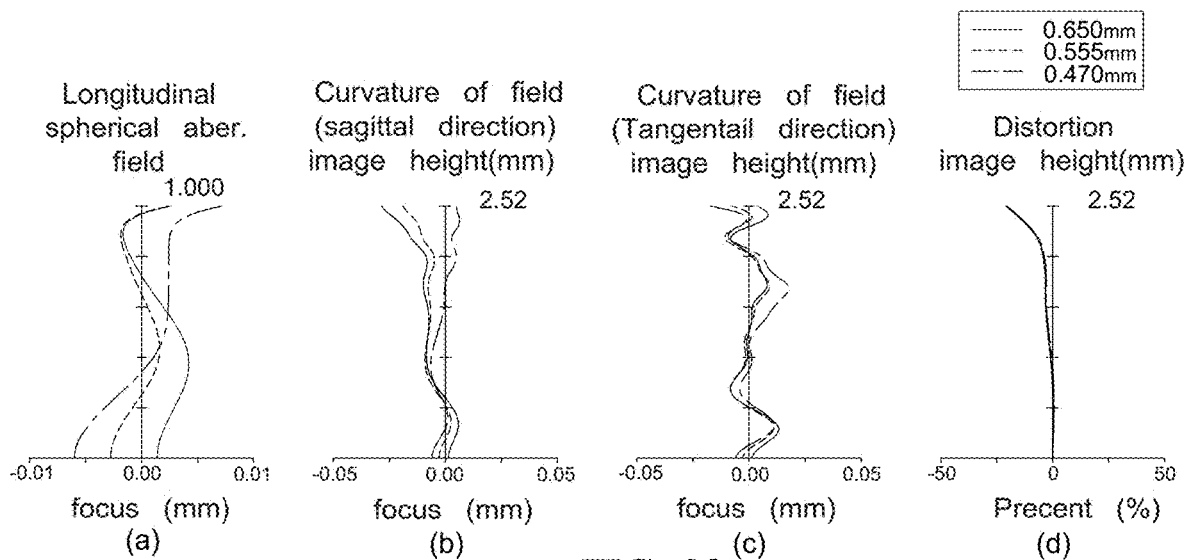 0.650mm
0.555mm
0.470mm
Longitudinal
spherical aber.
field
1.000
-0.01 0.00 0.01
focus (mm)
(a)
Curvature of field
(sagittal direction)
image height(mm)
2.52
-0.05 0.00 0.05
focus (mm)
(b)
Curvature of field
(Tangentail direction)
image height(mm)
2.52
-0.05 0.00 0.05
focus (mm)
(c)
Distortion
image height(mm)
2.52
-50 0 50
Precent (%)
(d)